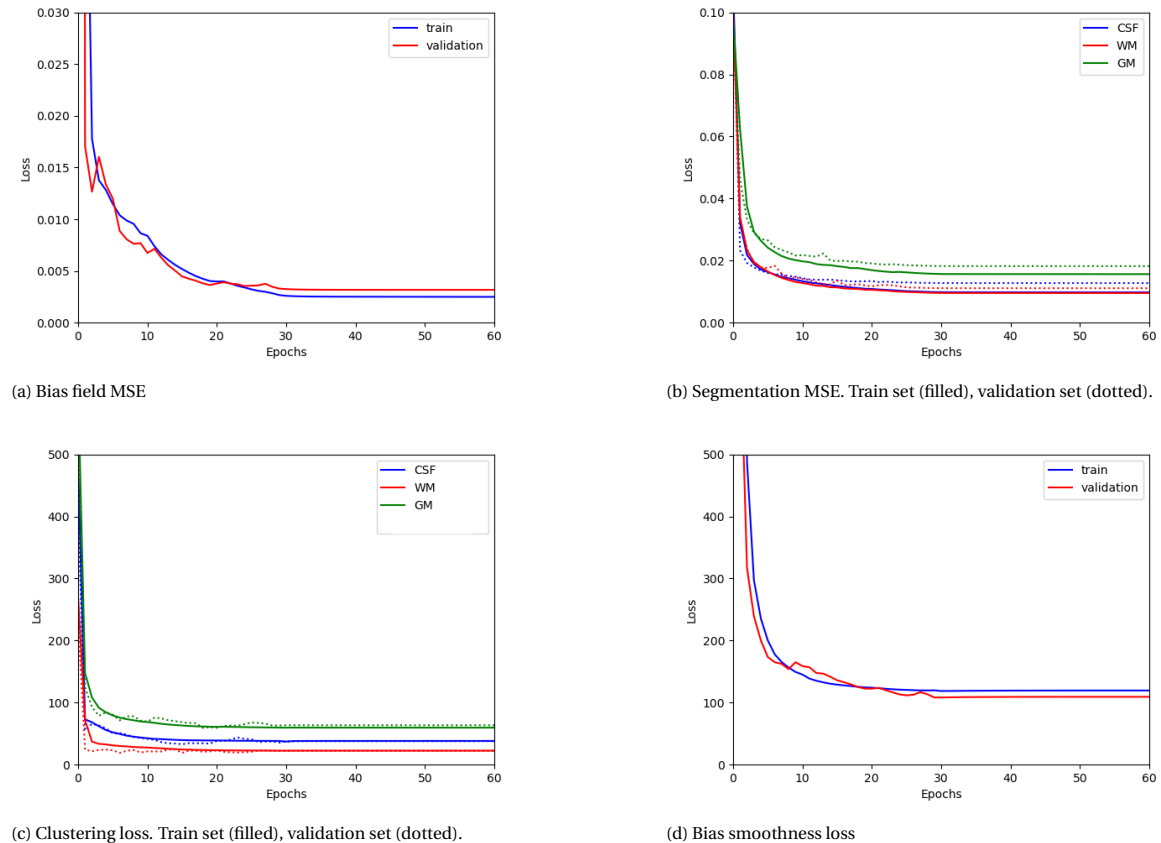 0.030
0.025
0.020
0.015
0.010
0.005
0.000
Loss
0 10 20 30 40 50 60
Epochs
train
validation
(a) Bias field MSE
0.10
0.08
0.06
0.04
0.02
0.00
Loss
0 10 20 30 40 50 60
Epochs
CSF
WM
GM
(b) Segmentation MSE. Train set (filled), validation set (dotted).
500
400
300
200
100
0
Loss
0 10 20 30 40 50 60
Epochs
CSF
WM
GM
(c) Clustering loss. Train set (filled), validation set (dotted).
500
400
300
200
100
0
Loss
0 10 20 30 40 50 60
Epochs
train
validation
(d) Bias smoothness loss